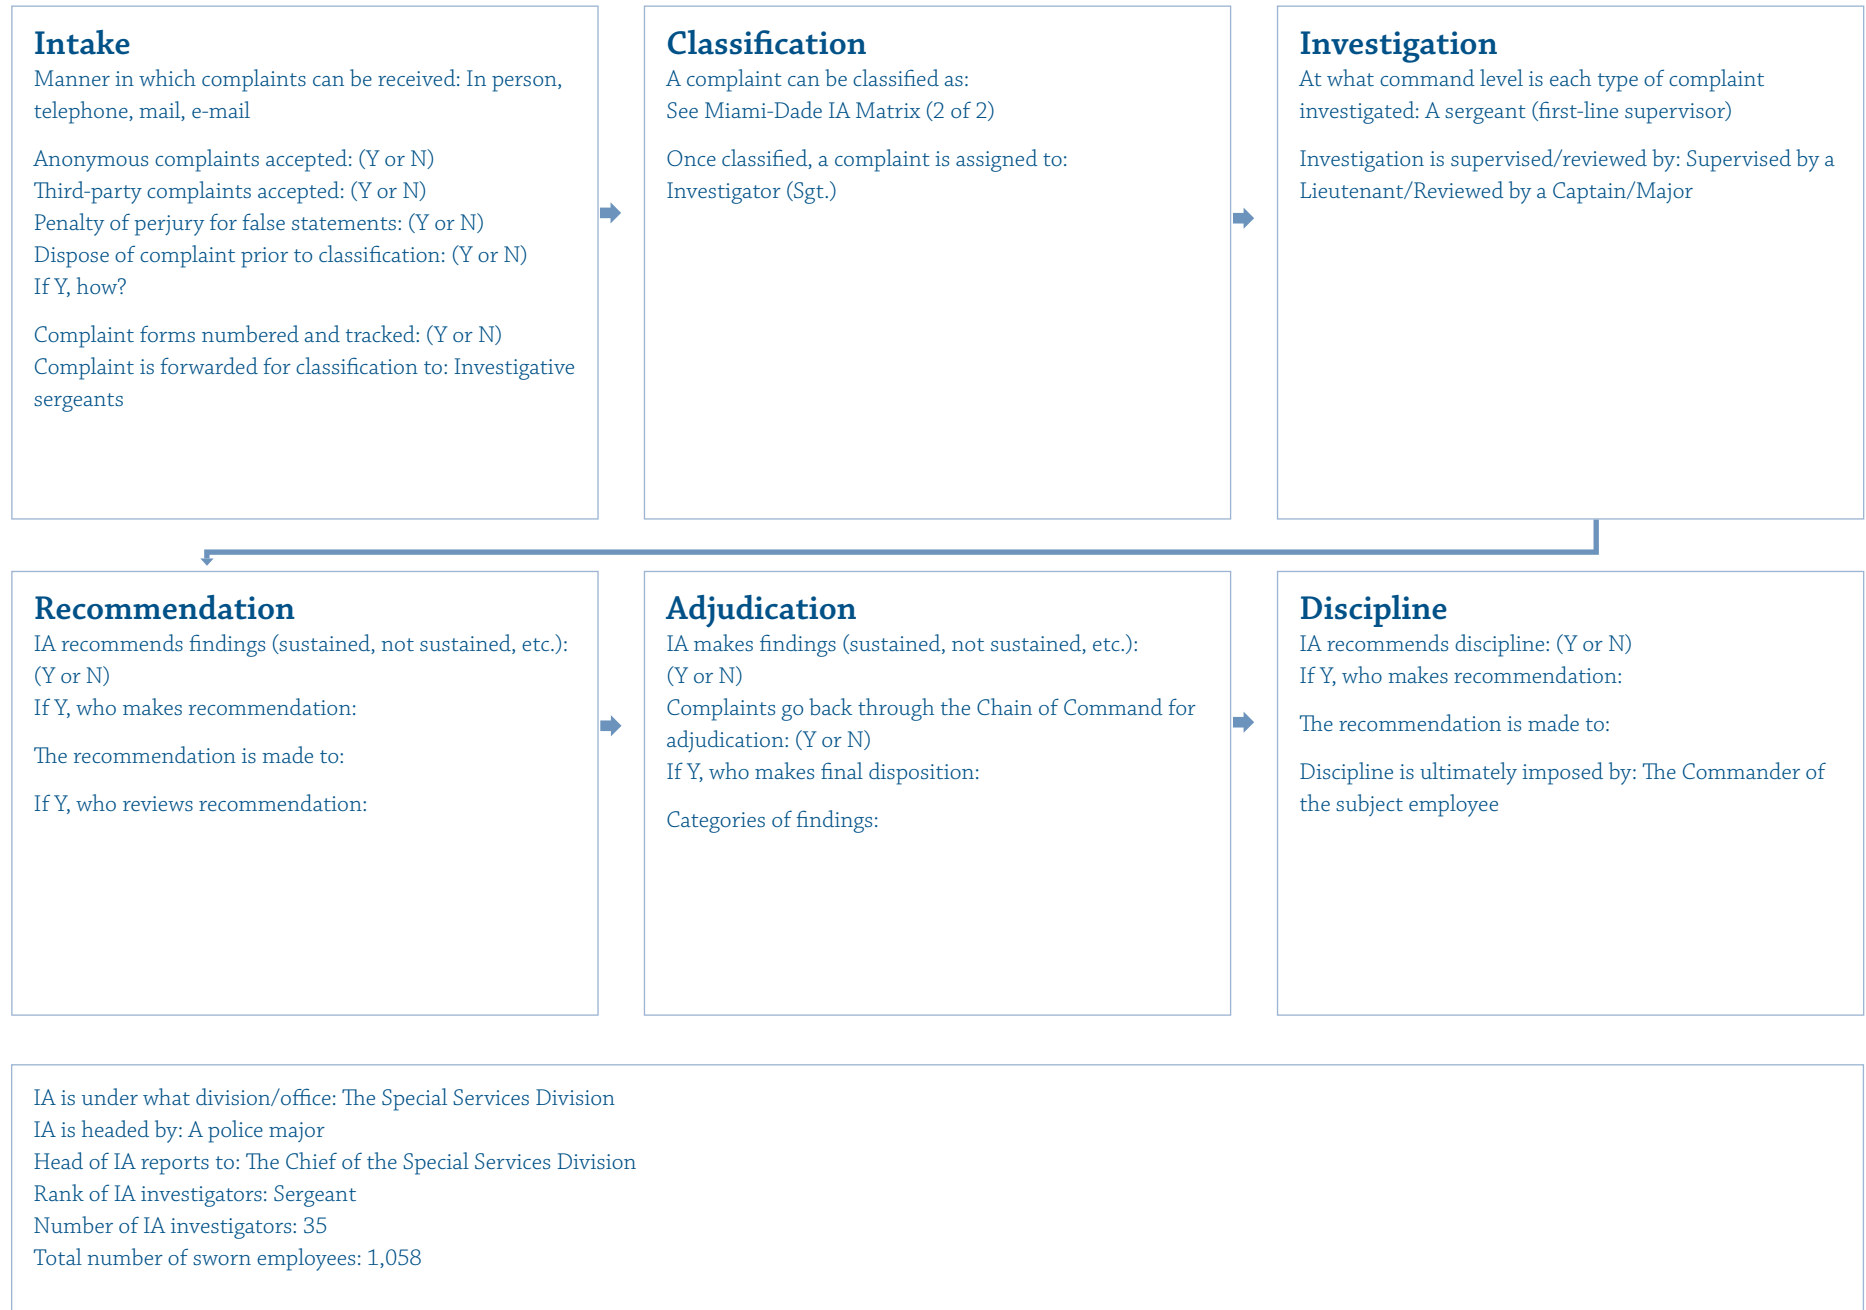 Intake
Manner in which complaints can be received: In person,
telephone, mail, e-mail
Anonymous complaints accepted: (Y or N)
Third-party complaints accepted: (Y or N)
Penalty of perjury for false statements: (Y or N)
Dispose of complaint prior to classification: (Y or N)
If Y, how?
Complaint forms numbered and tracked: (Y or N)
Complaint is forwarded for classification to: Investigative
sergeants
Classification
A complaint can be classified as:
See Miami-Dade IA Matrix (2 of 2)
Once classified, a complaint is assigned to:
Investigator (Sgt.)
Investigation
At what command level is each type of complaint
investigated: A sergeant (first-line supervisor)
Investigation is supervised/reviewed by: Supervised by a
Lieutenant/Reviewed by a Captain/Major
Recommendation
IA recommends findings (sustained, not sustained, etc.):
(Y or N)
If Y, who makes recommendation:
The recommendation is made to:
If Y, who reviews recommendation:
Adjudication
IA makes findings (sustained, not sustained, etc.):
(Y or N)
Complaints go back through the Chain of Command for
adjudication: (Y or N)
If Y, who makes final disposition:
Categories of findings:
Discipline
IA recommends discipline: (Y or N)
If Y, who makes recommendation:
The recommendation is made to:
Discipline is ultimately imposed by: The Commander of
the subject employee
IA is under what division/office: The Special Services Division
IA is headed by: A police major
Head of IA reports to: The Chief of the Special Services Division
Rank of IA investigators: Sergeant
Number of IA investigators: 35
Total number of sworn employees: 1,058